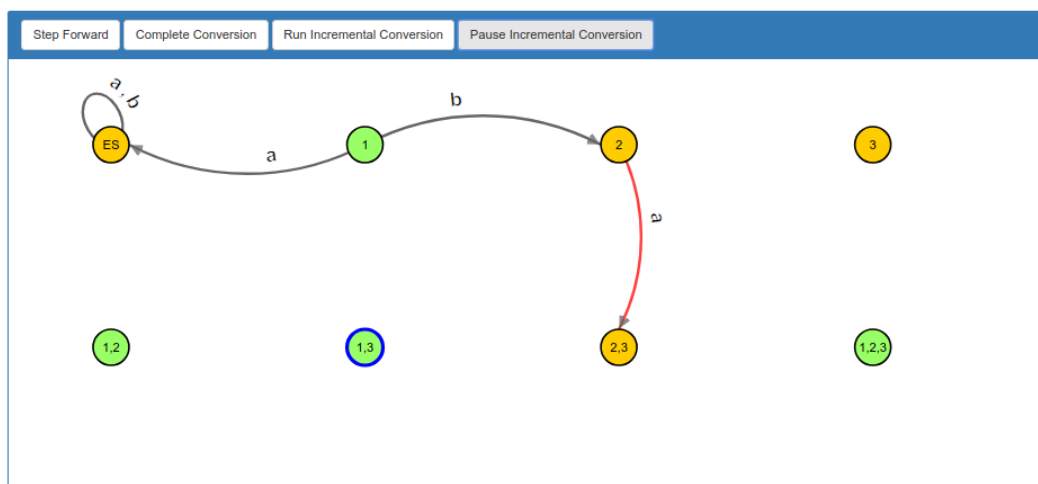 Step Forward Complete Conversion Run Incremental Conversion Pause Incremental Conversion
a, b
b
ES
a
1
2
3
a
1,2
1,3
2,3
1,2,3